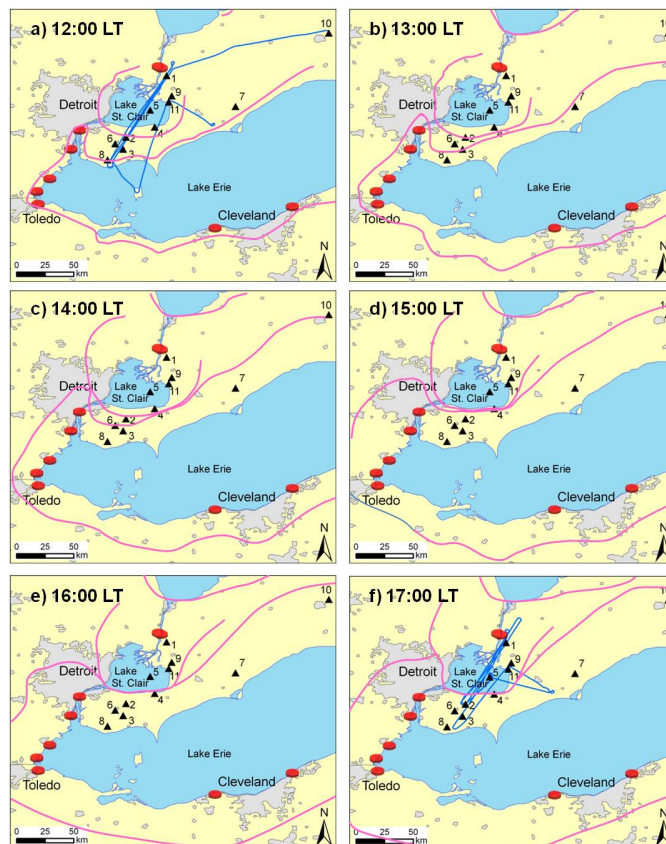 a) 12:00 LT
10
1
Detroit
Lake
St. Clair
9
5
11
7
4
6
2
3
8
Lake Erie
Toledo
Cleveland
N
0 25 50
km
b) 13:00 LT
10
1
Detroit
Lake
St. Clair
9
5
11
7
4
6
2
3
8
Lake Erie
Toledo
Cleveland
N
0 25 50
km
c) 14:00 LT
10
1
Detroit
Lake
St. Clair
9
5
11
7
4
6
2
3
8
Lake Erie
Toledo
Cleveland
N
0 25 50
km
d) 15:00 LT
10
1
Detroit
Lake
St. Clair
9
5
11
7
4
6
2
3
8
Lake Erie
Toledo
Cleveland
N
0 25 50
km
e) 16:00 LT
10
1
Detroit
Lake
St. Clair
9
5
11
7
4
6
2
3
8
Lake Erie
Toledo
Cleveland
N
0 25 50
km
f) 17:00 LT
10
1
Detroit
Lake
St. Clair
9
5
11
7
4
6
2
3
8
Lake Erie
Toledo
Cleveland
N
0 25 50
km